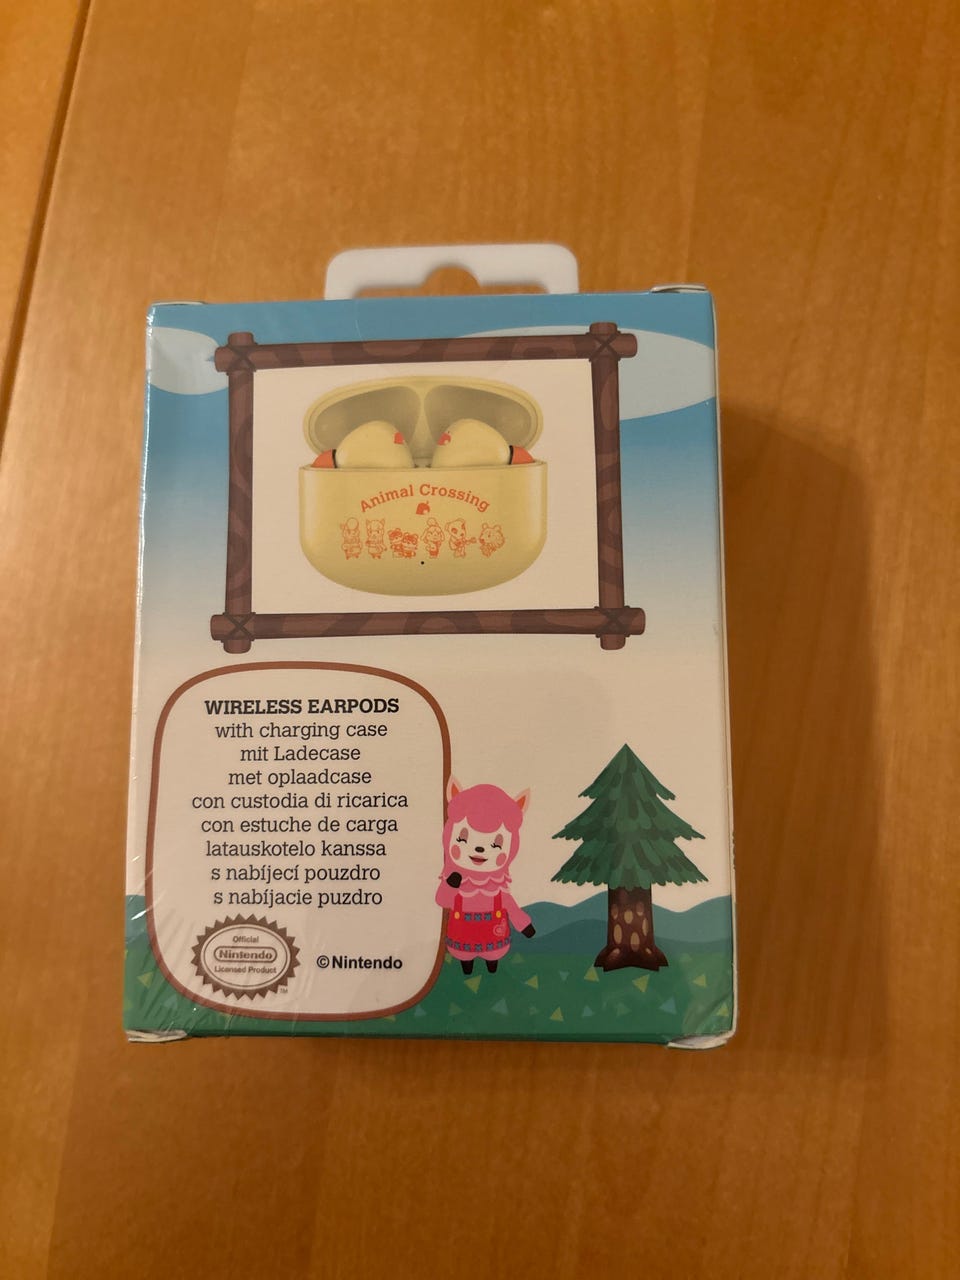 Animal Crossing
WIRELESS EARPODS
with charging case
mit Ladecase
met oplaadcase
con custodia di ricarica
con estuche de carga
latauskotelo kanssa
s nabíjecí pouzdro
s nabíjacie puzdro
Official
Nintendo
Licensed Product
TM
©Nintendo